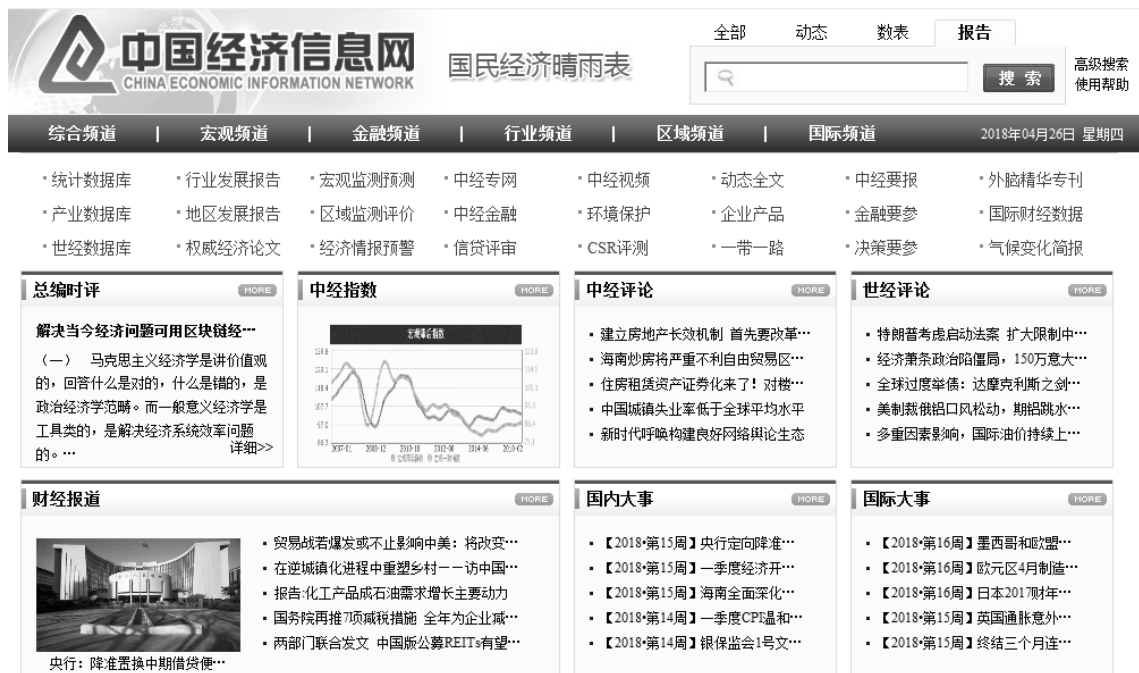 中国经济信息网
CHINA ECONOMIC INFORMATION NETWORK
国民经济晴雨表
全部 动态 数表 报告
搜 索
高级搜索
使用帮助
综合频道 | 宏观频道 | 金融频道 | 行业频道 | 区域频道 | 国际频道 2018年04月26日 星期四
统计数据库 行业发展报告 宏观监测预测 中经专网 中经视频 动态全文 中经要报 外脑精华专刊
产业数据库 地区发展报告 区域监测评价 中经金融 环境保护 企业产品 金融要参 国际财经数据
世经数据库 权威经济论文 经济情报预警 信贷评审 CSR评测 一带一路 决策要参 气候变化简报
总编时评 MORE
解决当今经济问题可用区块链经…
（一） 马克思主义经济学是讲价值观
的，回答什么是对的，什么是错的，是
政治经济学范畴。而一般意义经济学是
工具类的，是解决经济系统效率问题
的。…
详细>>
中经指数 MORE
宏观滞后指数
2007-01 2008-12 2010-10 2012-08 2014-06 2018-02
中经评论 MORE
建立房地产长效机制 首先要改革…
海南炒房将严重不利自由贸易区…
住房租赁资产证券化来了！对楼…
中国城镇失业率低于全球平均水平
新时代呼唤构建良好网络舆论生态
世经评论 MORE
特朗普考虑启动法案 扩大限制中…
经济萧条政治陷僵局，150万意大…
全球过度举债：达摩克利斯之剑…
美制裁俄铝口风松动，期铝跳水…
多重因素影响，国际油价持续上…
财经报道 MORE
央行：降准置换中期借贷便…
贸易战若爆发或不止影响中美：将改变…
在逆城镇化进程中重塑乡村－－访中国…
报告:化工产品成石油需求增长主要动力
国务院再推7项减税措施 全年为企业减…
两部门联合发文 中国版公募REITs有望…
国内大事 MORE
【2018•第15周】央行定向降准…
【2018•第15周】一季度经济开…
【2018•第15周】海南全面深化…
【2018•第14周】一季度CPI温和…
【2018•第14周】银保监会1号文…
国际大事 MORE
【2018•第16周】墨西哥和欧盟…
【2018•第16周】欧元区4月制造…
【2018•第16周】日本2017财年…
【2018•第15周】英国通胀意外…
【2018•第15周】终结三个月连…